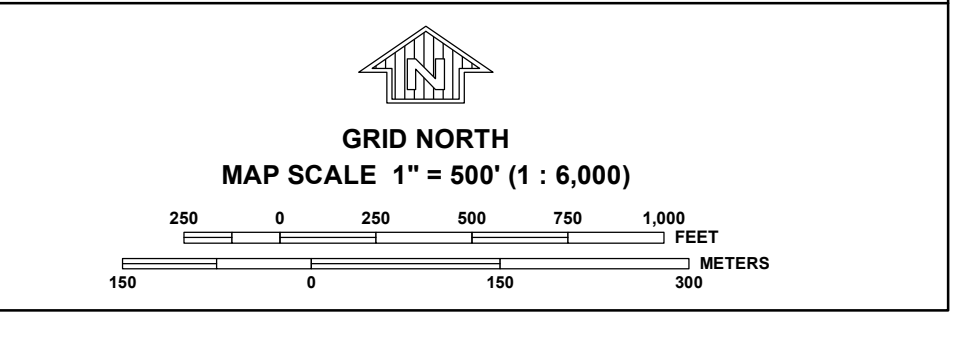 N
GRID NORTH
MAP SCALE 1" = 500' (1 : 6,000)
250 0 250 500 750 1,000
FEET
METERS
150 0 150 300